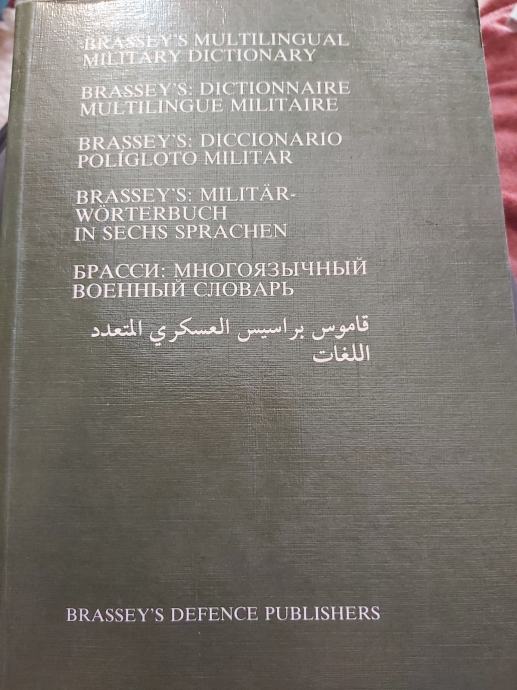 BRASSEY'S MULTILINGUAL
MILITARY DICTIONARY
BRASSEY'S: DICTIONNAIRE
MULTILINGUE MILITAIRE
BRASSEY'S: DICCIONARIO
POLÍGLOTO MILITAR
BRASSEY'S: MILITÄR-
WÖRTERBUCH
IN SECHS SPRACHEN
БРАССИ: МНОГОЯЗЫЧНЫЙ
ВОЕННЫЙ СЛОВАРЬ
قاموس براسيس العسكري المتعدد
اللغات
BRASSEY'S DEFENCE PUBLISHERS